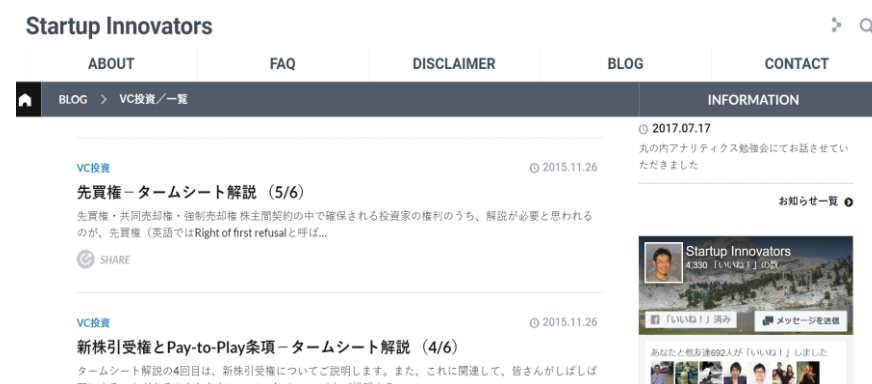 Startup Innovators
ABOUT
FAQ
DISCLAIMER
BLOG
CONTACT
BLOG > VC投資／一覧
INFORMATION
VC投資
2015.11.26
先買権 – タームシート解説 （5/6）
先買権・共同売却権・強制売却権 株主間契約の中で確保される投資家の権利のうち、解説が必要と思われる
のが、先買権（英語ではRight of first refusalと呼ば...
SHARE
VC投資
2015.11.26
新株引受権とPay-to-Play条項 – タームシート解説 （4/6）
タームシート解説の4回目は、新株引受権についてご説明します。また、これに関連して、皆さんがしばしば
2017.07.17
丸の内アナリティクス勉強会にてお話させてい
ただきました
お知らせ一覧
Startup Innovators
4,330 「いいね！」の数
「いいね！」済み
メッセージを送信
あなたと他友達692人が「いいね！」しました